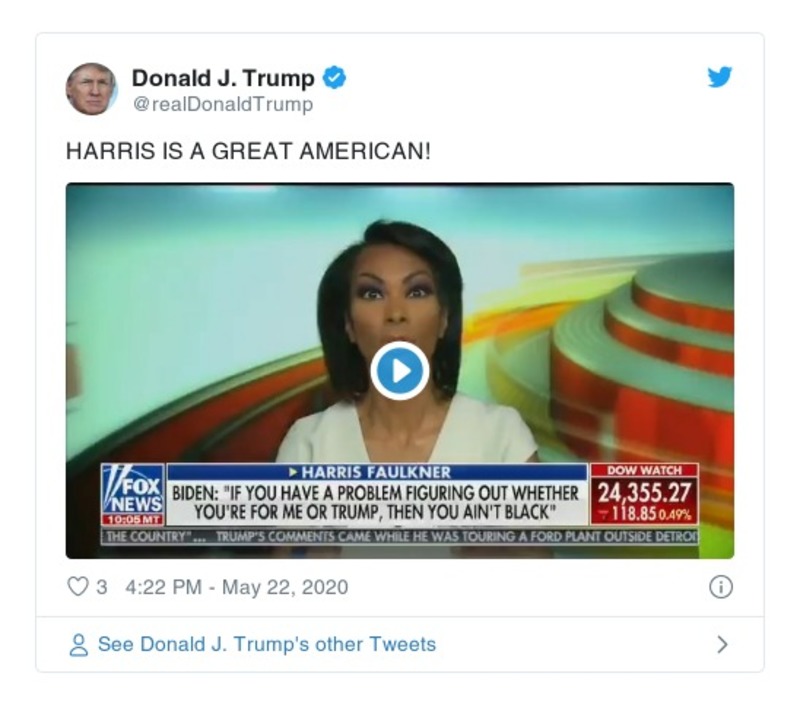 Donald J. Trump
@realDonaldTrump
HARRIS IS A GREAT AMERICAN!
HARRIS FAULKNER
DOW WATCH
FOX
NEWS
10:05 MT
BIDEN: "IF YOU HAVE A PROBLEM FIGURING OUT WHETHER
YOU'RE FOR ME OR TRUMP, THEN YOU AIN'T BLACK"
24,355.27
118.85 0.49%
THE COUNTRY"... TRUMP'S COMMENTS CAME WHILE HE WAS TOURING A FORD PLANT OUTSIDE DETROI
3 4:22 PM - May 22, 2020
See Donald J. Trump's other Tweets